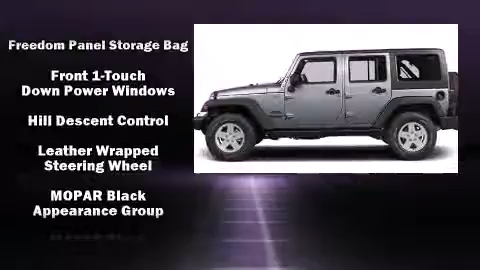 Freedom Panel Storage Bag
Front 1-Touch
Down Power Windows
Hill Descent Control
Leather Wrapped
Steering Wheel
MOPAR Black
Appearance Group